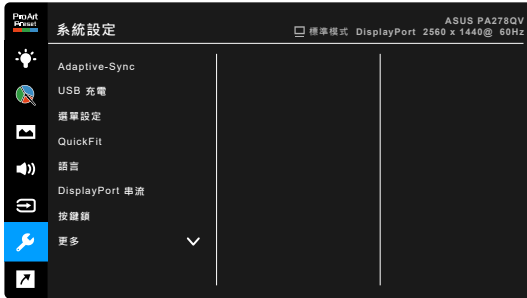 ProArt
Preset
系統設定
ASUS PA278QV
標準模式 DisplayPort 2560 x 1440@ 60Hz
Adaptive-Sync
USB 充電
選單設定
QuickFit
語言
DisplayPort 串流
按鍵鎖
更多